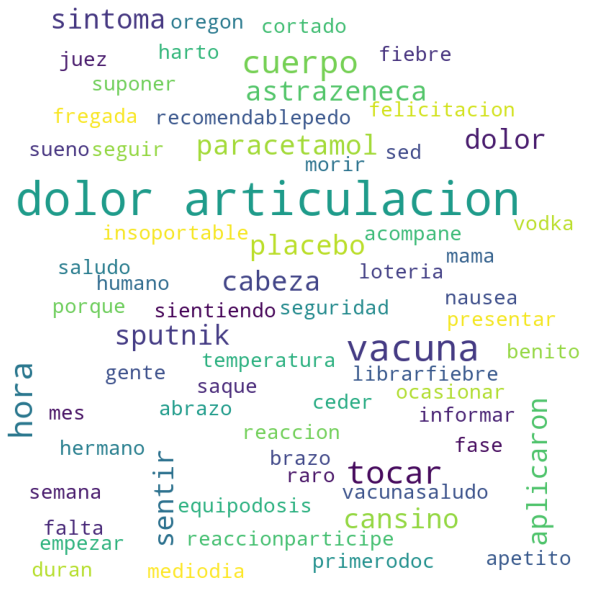 sintoma oregon cortado
juez harto cuerpo fiebre
suponer astrazeneca
fregada recomendablepedo felicitacion
sueno seguir paracetamol sed dolor
morir
dolor articulacion
insoportable placebo acompane vodka
saludo cabeza loteria mama
humano nausea
porque sientiendo seguridad presentar
sputnik vacuna benito
hora gente temperatura librarfiebre
saque ocasionar
mes abrazo ceder informar aplicaron
hermano reaccion fase
sentir brazo tocar
semana raro vacunasaludo
falta equipodosis cansino
empezar reaccionparticipe apetito
duran mediodia primerodoc